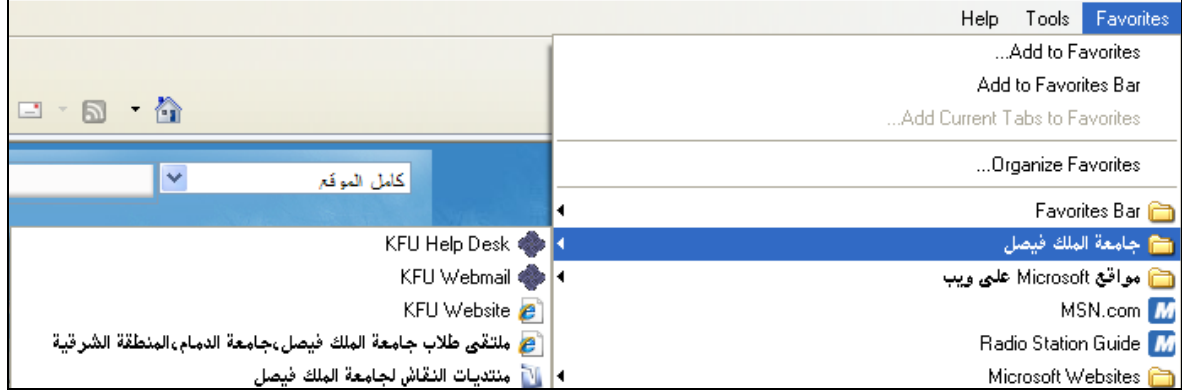 Favorites
Tools
Help
Add to Favorites...
Add to Favorites Bar
Add Current Tabs to Favorites...
Organize Favorites...
Favorites Bar
جامعة الملك فيصل
مواقع Microsoft على ويب
MSN.com
Radio Station Guide
Microsoft Websites
كامل الموقع
KFU Help Desk
KFU Webmail
KFU Website
ملتقى طلاب جامعة الملك فيصل،جامعة الدمام،المنطقة الشرقية
منتديات النقاش لجامعة الملك فيصل